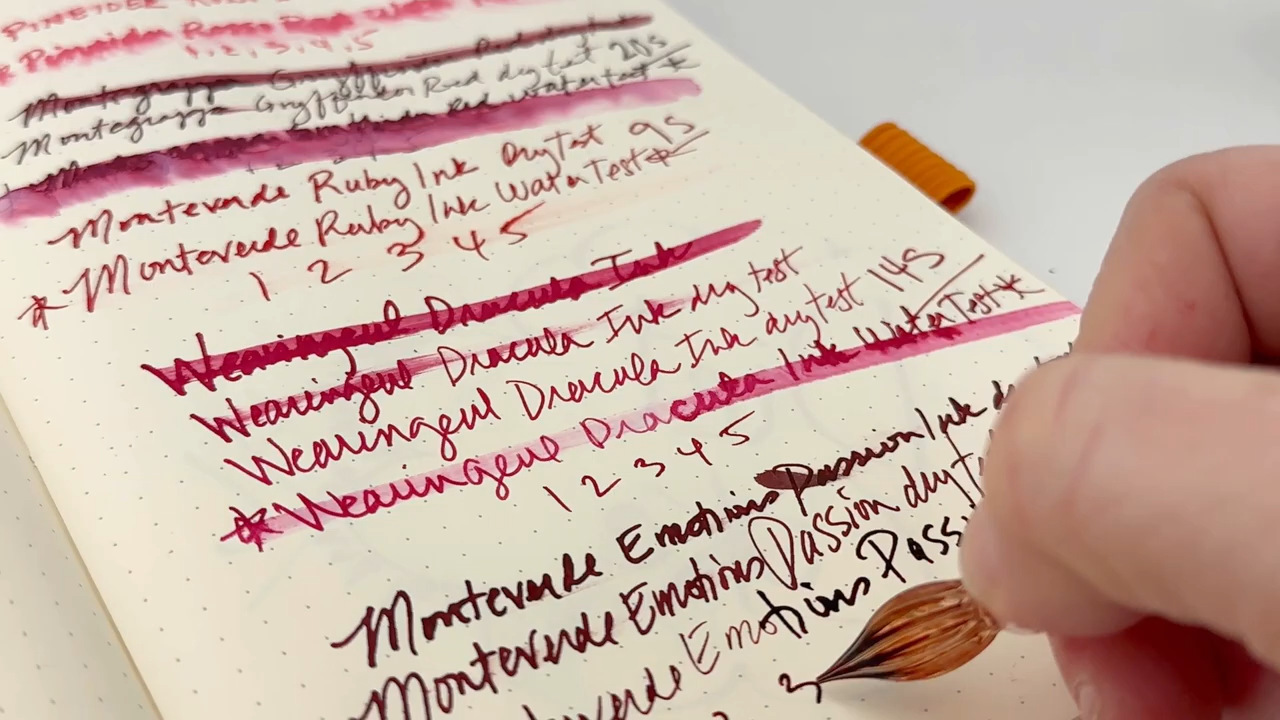 PINEIDER
Pineider Rosso
1, 2, 3, 4, 5
Montegrappa Gryffindor Red
Montegrappa Gryffindor Red dry test 20s
Red Water test *
Monteverde Ruby Ink Dry Test 9s
* Monteverde Ruby Ink Water Test *
1 2 3 4 5
Wearingeul Dracula Ink
Wearingeul Dracula Ink dry test
Wearingeul Dracula Ink dry test 14s
* Wearingeul Dracula Ink Water Test *
1 2 3 4 5
Monteverde Emotions Passion Ink
Monteverde Emotions Passion dry
Emotions
3